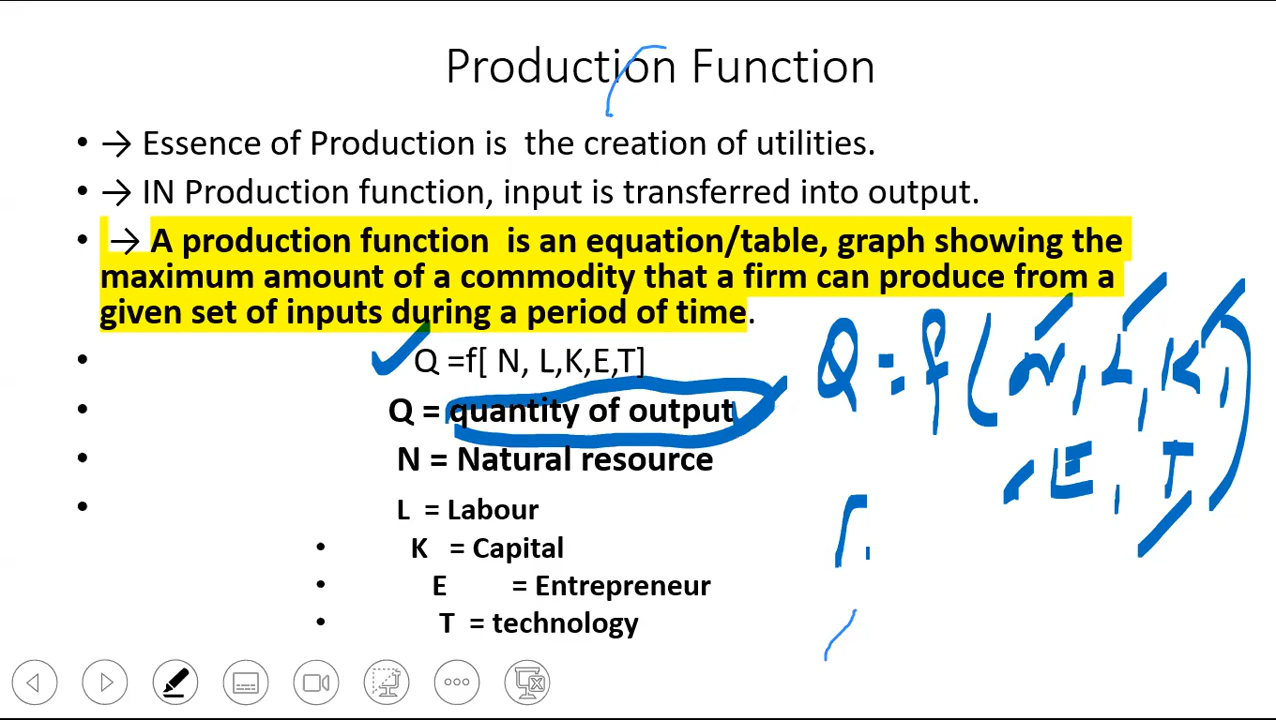 Production Function
• → Essence of Production is the creation of utilities.
• → IN Production function, input is transferred into output.
• → A production function is an equation/table, graph showing the
maximum amount of a commodity that a firm can produce from a
given set of inputs during a period of time.
• Q =f[ N, L,K,E,T]
• Q = quantity of output
• N = Natural resource
• L = Labour
• K = Capital
• E = Entrepreneur
• T = technology
Q = f (N, L, K,
E, T)